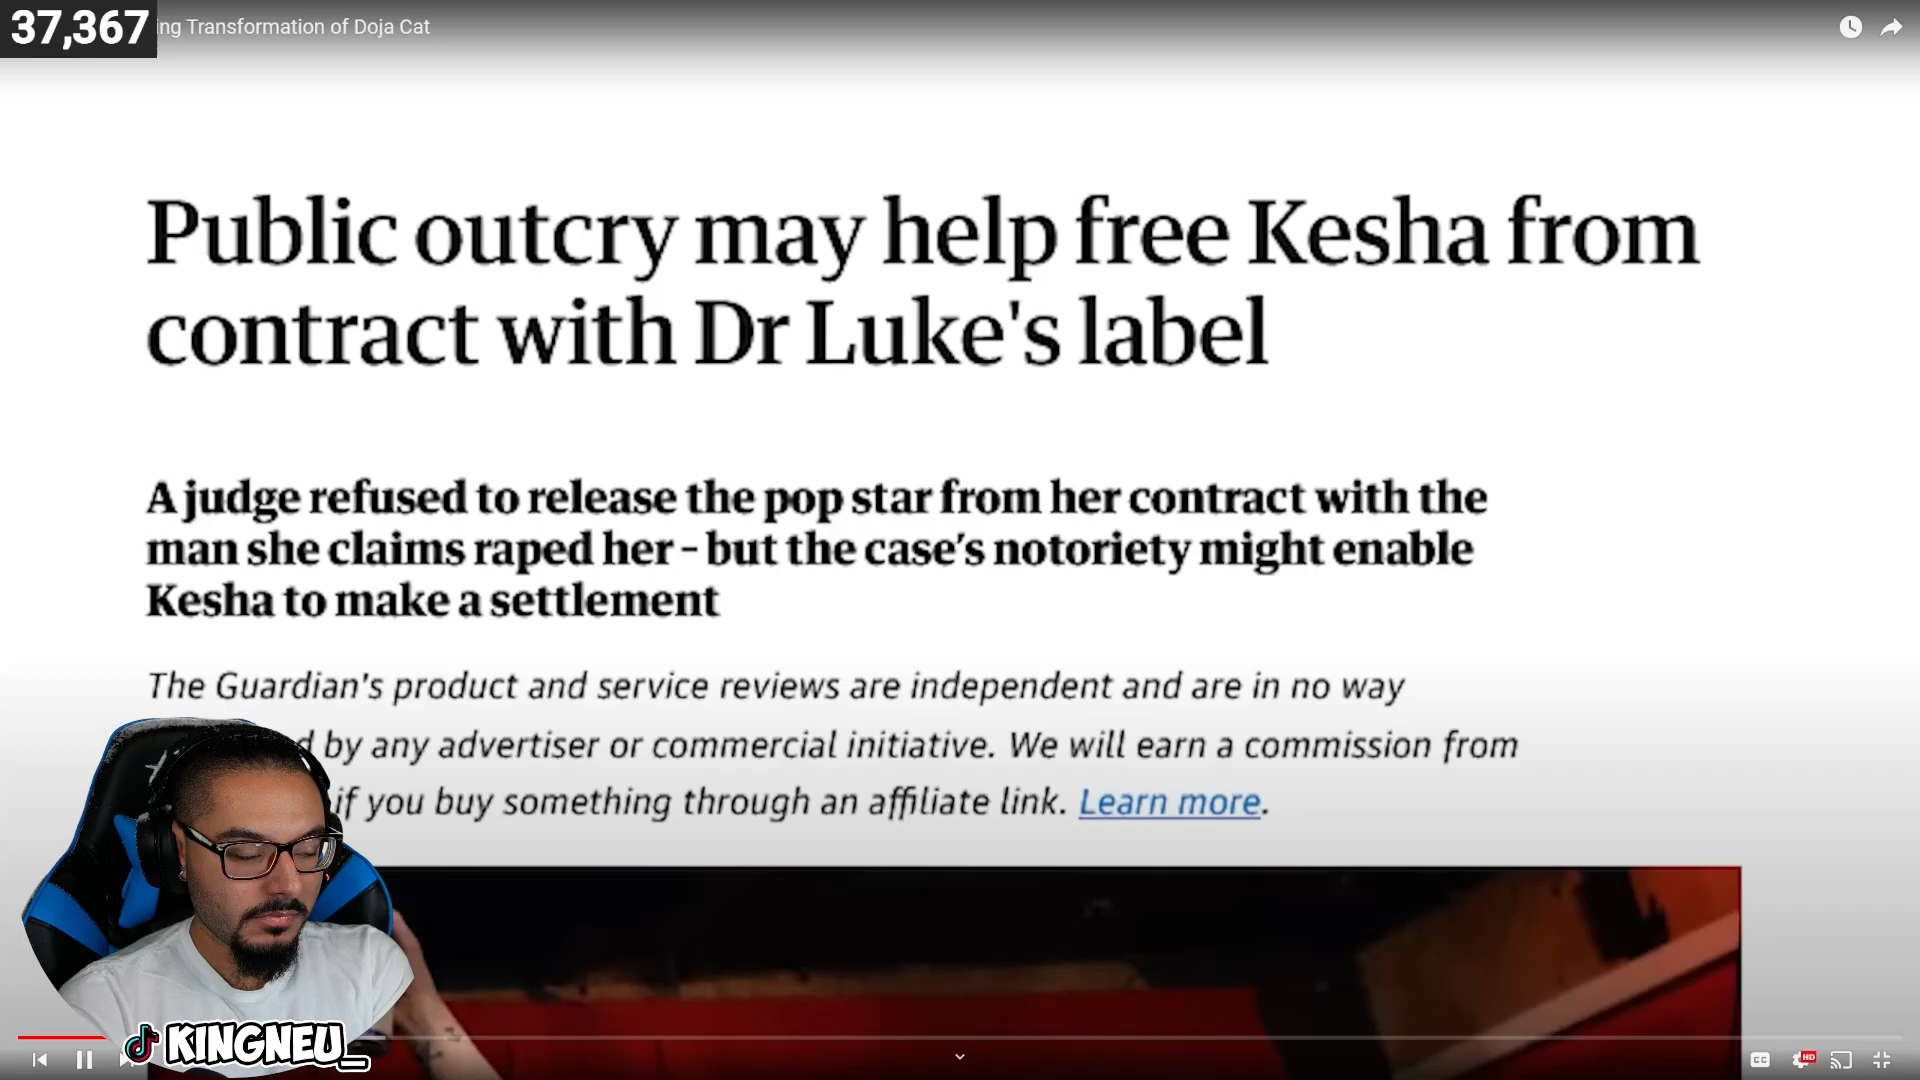 37,367
ing Transformation of Doja Cat
Public outcry may help free Kesha from
contract with Dr Luke's label
A judge refused to release the pop star from her contract with the
man she claims raped her – but the case's notoriety might enable
Kesha to make a settlement
The Guardian's product and service reviews are independent and are in no way
by any advertiser or commercial initiative. We will earn a commission from
if you buy something through an affiliate link. Learn more.
KINGNEU_
CC
HD